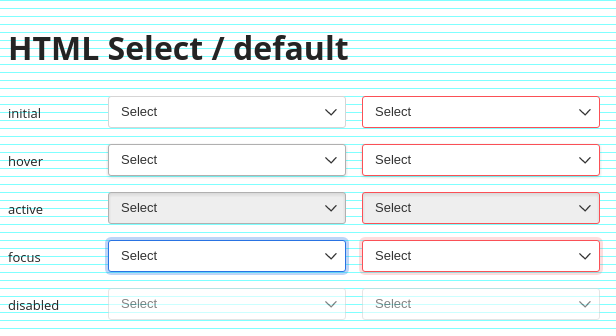 HTML Select / default
initial Select Select
hover Select Select
active Select Select
focus Select Select
disabled Select Select